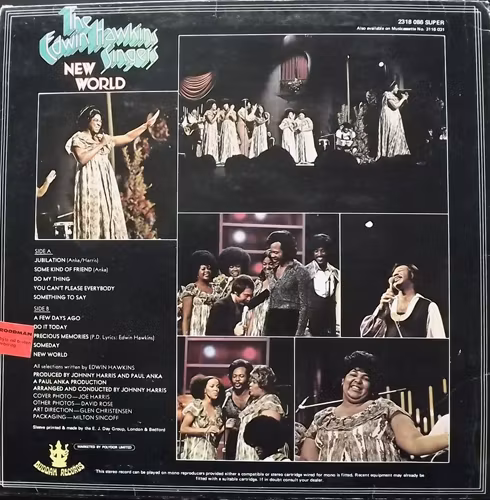 The
Edwin Hawkins
Singers
NEW
WORLD
2318 088 SUPER
Also available on Musicassette No. 3118 021
SIDE A:
JUBILATION (Anka/Harris)
SOME KIND OF FRIEND (Anka)
DO MY THING
YOU CAN'T PLEASE EVERYBODY
SOMETHING TO SAY
SIDE B:
A FEW DAYS AGO
DO IT TODAY
PRECIOUS MEMORIES (P.D. Lyrics: Edwin Hawkins)
SOMEDAY
NEW WORLD
All selections written by EDWIN HAWKINS
PRODUCED BY JOHNNY HARRIS AND PAUL ANKA
A PAUL ANKA PRODUCTION
ARRANGED AND CONDUCTED BY JOHNNY HARRIS
COVER PHOTO—JOE HARRIS
OTHER PHOTOS—DAVID ROSE
ART DIRECTION—GLEN CHRISTENSEN
PACKAGING—MILTON SINCOFF
Sleeve printed & made by the E. J. Day Group, London & Bedford
BUDDAH RECORDS
MARKETED BY POLYDOR LIMITED
This stereo record can be played on mono reproducers provided either a compatible or stereo cartridge wired for mono is fitted. Recent equipment may already be
fitted with a suitable cartridge. If in doubt consult your dealer.